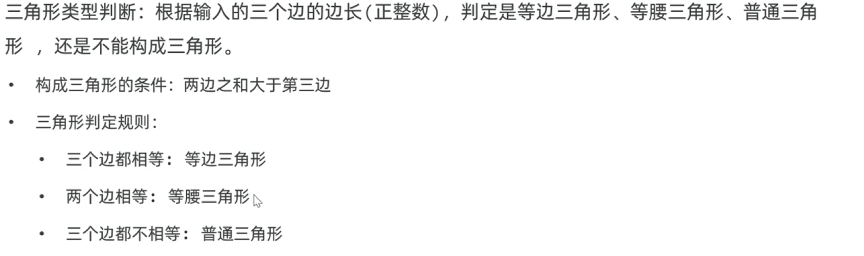 三角形类型判断：根据输入的三个边的边长(正整数)，判定是等边三角形、等腰三角形、普通三角
形 ，还是不能构成三角形。
• 构成三角形的条件：两边之和大于第三边
• 三角形判定规则：
• 三个边都相等: 等边三角形
• 两个边相等: 等腰三角形
• 三个边都不相等: 普通三角形